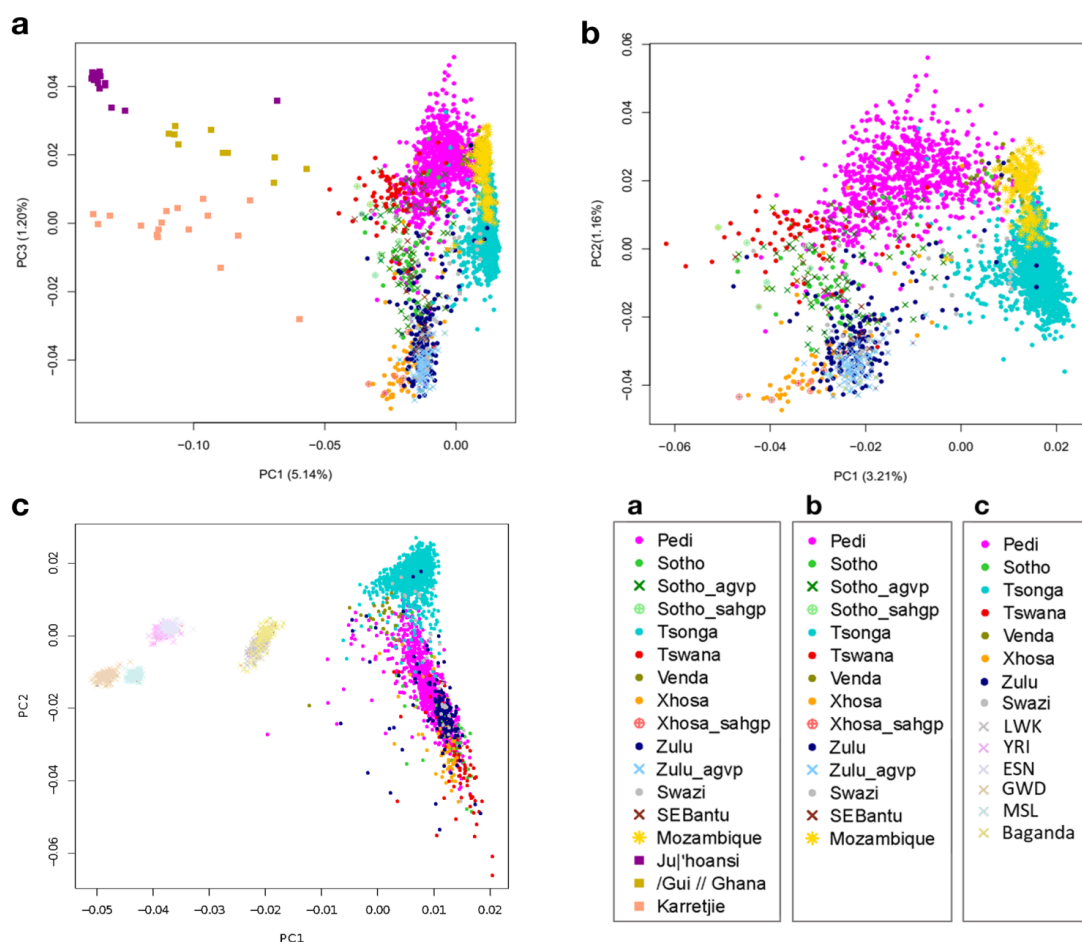 a
0.04
0.02
0.00
−0.02
−0.04
PC3 (1.20%)
−0.10
−0.05
0.00
PC1 (5.14%)
b
0.06
0.04
0.02
0.00
−0.02
−0.04
PC2(1.16%)
−0.06
−0.04
−0.02
0.00
0.02
PC1 (3.21%)
c
0.02
0.00
−0.02
−0.04
−0.06
PC2
−0.05
−0.04
−0.03
−0.02
−0.01
0.00
0.01
0.02
PC1
a
Pedi
Sotho
Sotho_agvp
Sotho_sahgp
Tsonga
Tswana
Venda
Xhosa
Xhosa_sahgp
Zulu
Zulu_agvp
Swazi
SEBantu
Mozambique
Ju|'hoansi
/Gui // Ghana
Karretjie
b
Pedi
Sotho
Sotho_agvp
Sotho_sahgp
Tsonga
Tswana
Venda
Xhosa
Xhosa_sahgp
Zulu
Zulu_agvp
Swazi
SEBantu
Mozambique
c
Pedi
Sotho
Tsonga
Tswana
Venda
Xhosa
Zulu
Swazi
LWK
YRI
ESN
GWD
MSL
Baganda